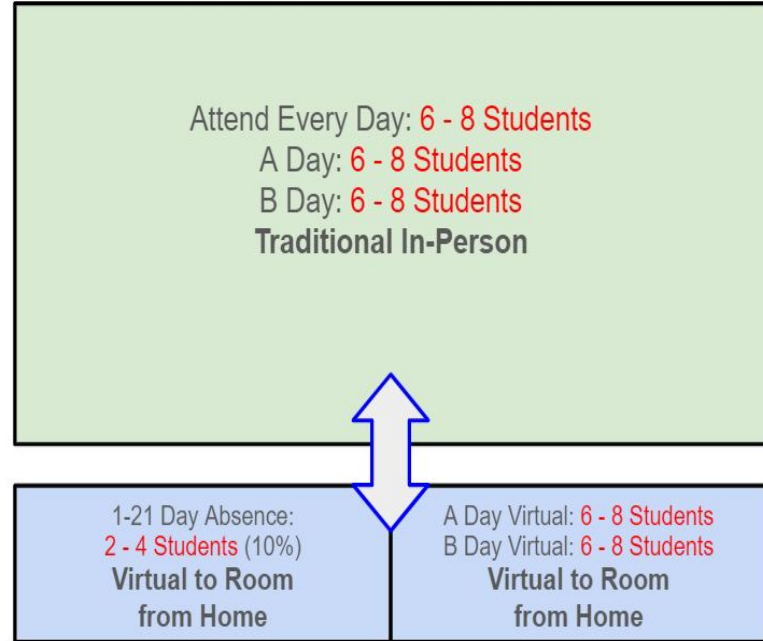 Attend Every Day: 6 - 8 Students
A Day: 6 - 8 Students
B Day: 6 - 8 Students
Traditional In-Person
1-21 Day Absence:
2 - 4 Students (10%)
Virtual to Room
from Home
A Day Virtual: 6 - 8 Students
B Day Virtual: 6 - 8 Students
Virtual to Room
from Home